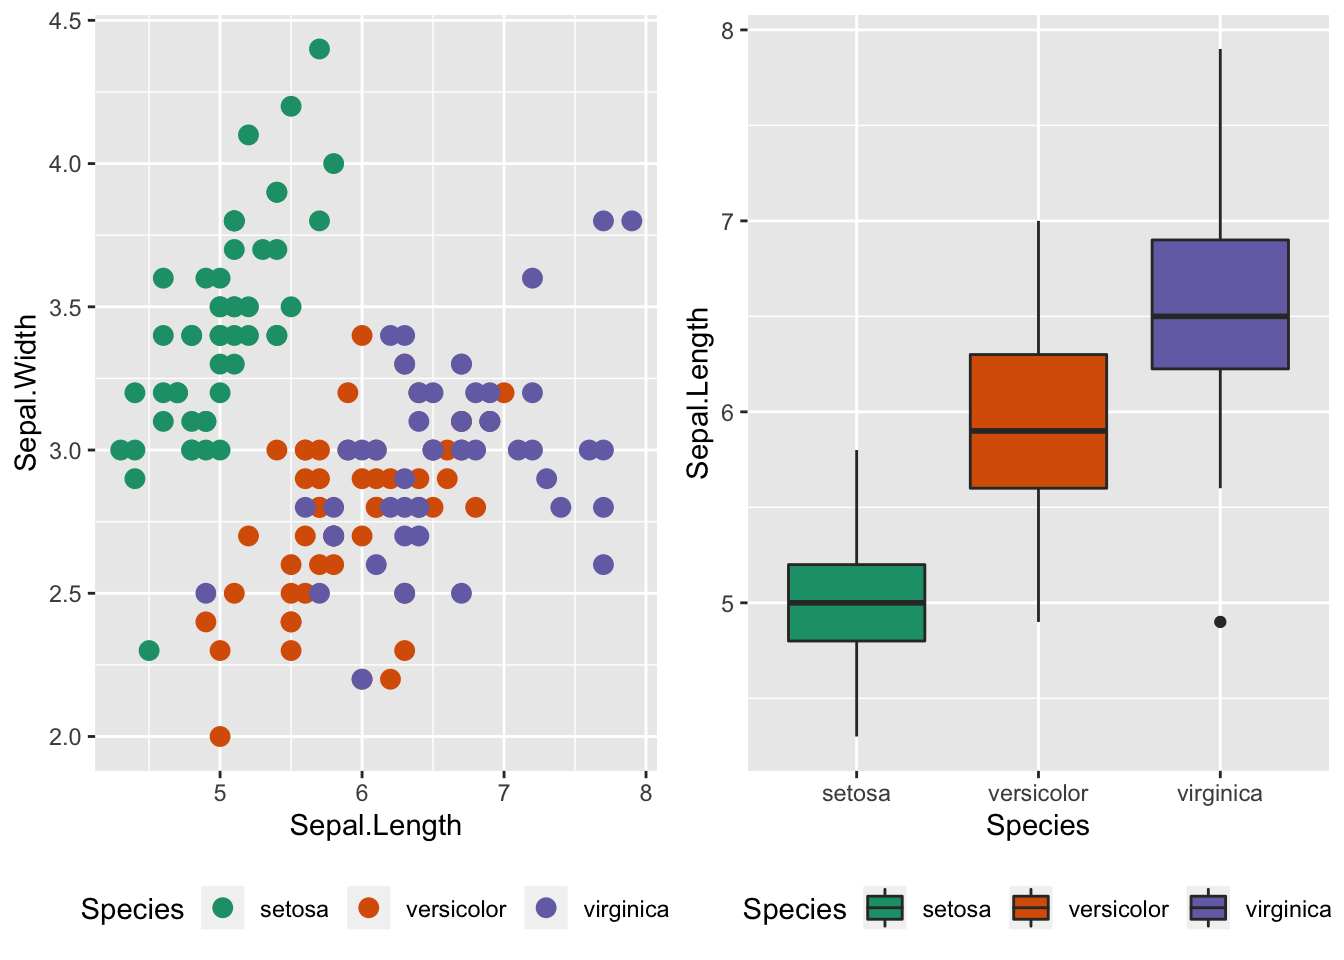 4.5
4.0
3.5
3.0
2.5
2.0
Sepal.Width
5 6 7 8
Sepal.Length
Species setosa versicolor virginica
8
7
6
5
Sepal.Length
setosa versicolor virginica
Species
Species setosa versicolor virginica